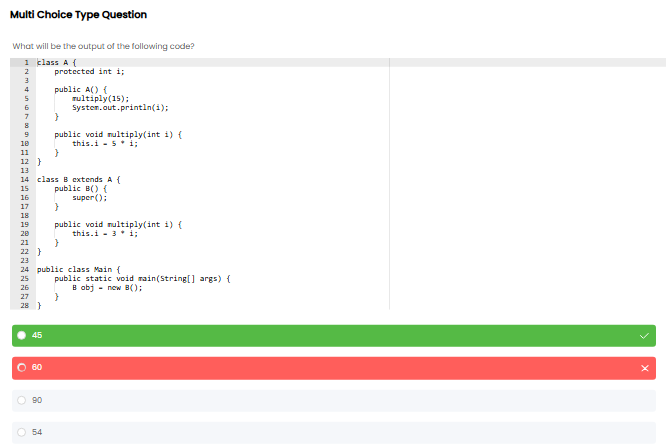 Multi Choice Type Question
What will be the output of the following code?
1 class A {
2 protected int i;
3
4 public A() {
5 multiply(15);
6 System.out.println(i);
7 }
8
9 public void multiply(int i) {
10 this.i = 5 * i;
11 }
12 }
13
14 class B extends A {
15 public B() {
16 super();
17 }
18
19 public void multiply(int i) {
20 this.i = 3 * i;
21 }
22 }
23
24 public class Main {
25 public static void main(String[] args) {
26 B obj = new B();
27 }
28 }
45
60
90
54